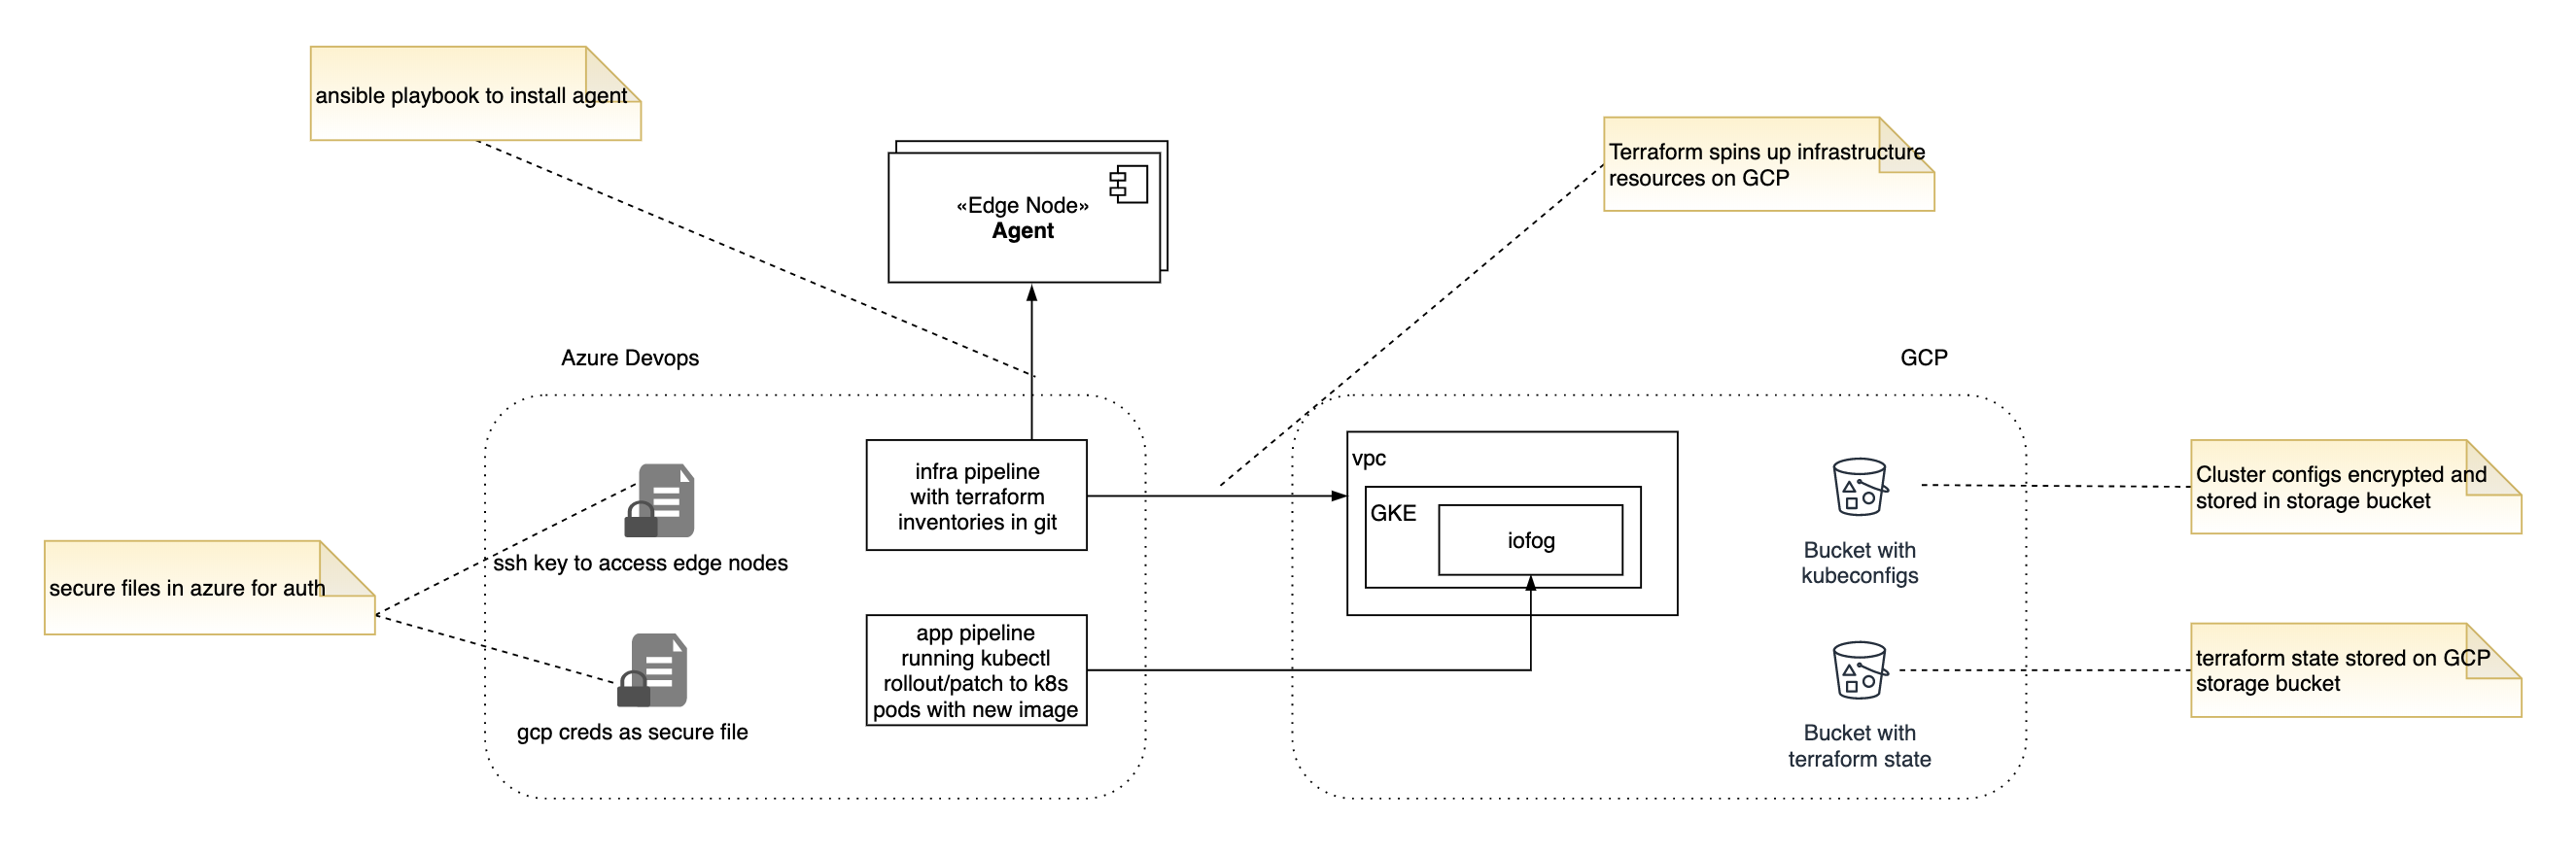 ansible playbook to install agent
«Edge Node»
Agent
Terraform spins up infrastructure
resources on GCP
Azure Devops
GCP
infra pipeline
with terraform
inventories in git
ssh key to access edge nodes
secure files in azure for auth
gcp creds as secure file
app pipeline
running kubectl
rollout/patch to k8s
pods with new image
vpc
GKE
iofog
Bucket with
kubeconfigs
Cluster configs encrypted and
stored in storage bucket
Bucket with
terraform state
terraform state stored on GCP
storage bucket